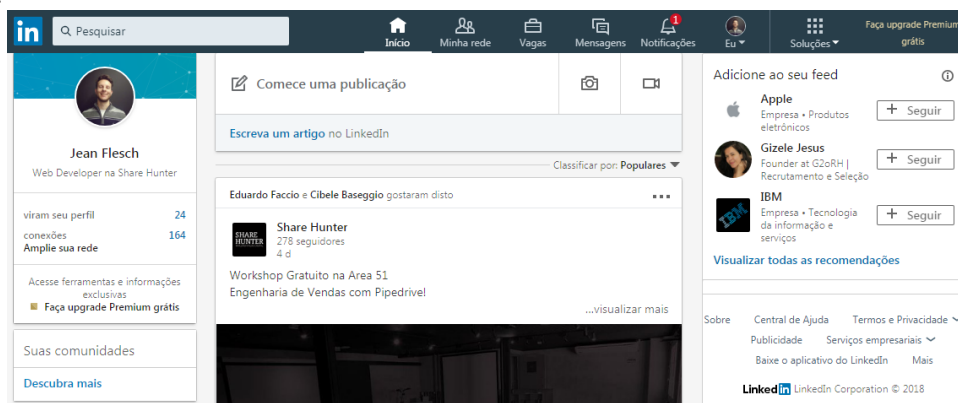 in
Pesquisar
Início
Minha rede
Vagas
Mensagens
1
Notificações
Eu
Soluções
Faça upgrade Premium
grátis
Jean Flesch
Web Developer na Share Hunter
viram seu perfil 24
conexões 164
Amplie sua rede
Acesse ferramentas e informações
exclusivas
Faça upgrade Premium grátis
Suas comunidades
Descubra mais
Comece uma publicação
Escreva um artigo no LinkedIn
Classificar por: Populares
Eduardo Faccio e Cibele Baseggio gostaram disto
SHARE
HUNTER
Share Hunter
278 seguidores
4 d
Workshop Gratuito na Area 51
Engenharia de Vendas com Pipedrive!
...visualizar mais
Adicione ao seu feed
Apple
Empresa • Produtos
eletrônicos
+ Seguir
Gizele Jesus
Founder at G2oRH |
Recrutamento e Seleção
+ Seguir
IBM
IBM
Empresa • Tecnologia
da informação e
serviços
+ Seguir
Visualizar todas as recomendações
Sobre Central de Ajuda Termos e Privacidade
Publicidade Serviços empresariais
Baixe o aplicativo do LinkedIn Mais
Linked in LinkedIn Corporation © 2018